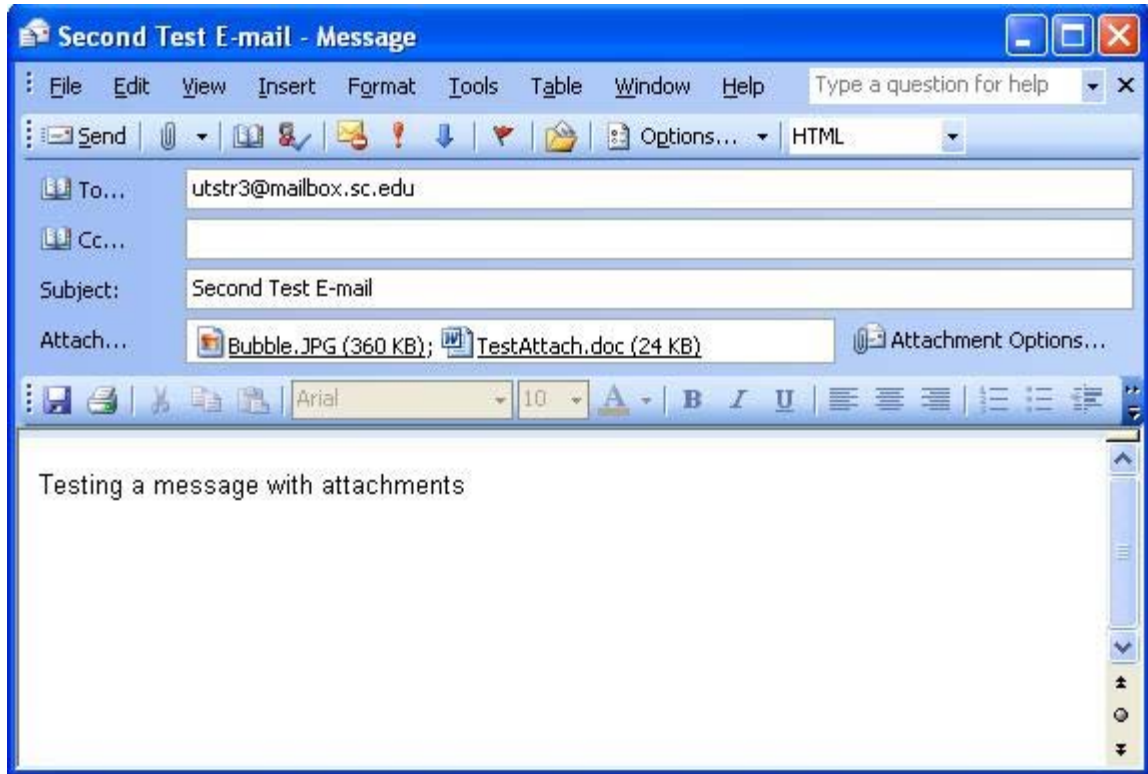 Second Test E-mail - Message
File Edit View Insert Format Tools Table Window Help Type a question for help
Send Options... HTML
To... utstr3@mailbox.sc.edu
Cc...
Subject: Second Test E-mail
Attach... Bubble.JPG (360 KB); TestAttach.doc (24 KB) Attachment Options...
Arial 10 A B I U
Testing a message with attachments